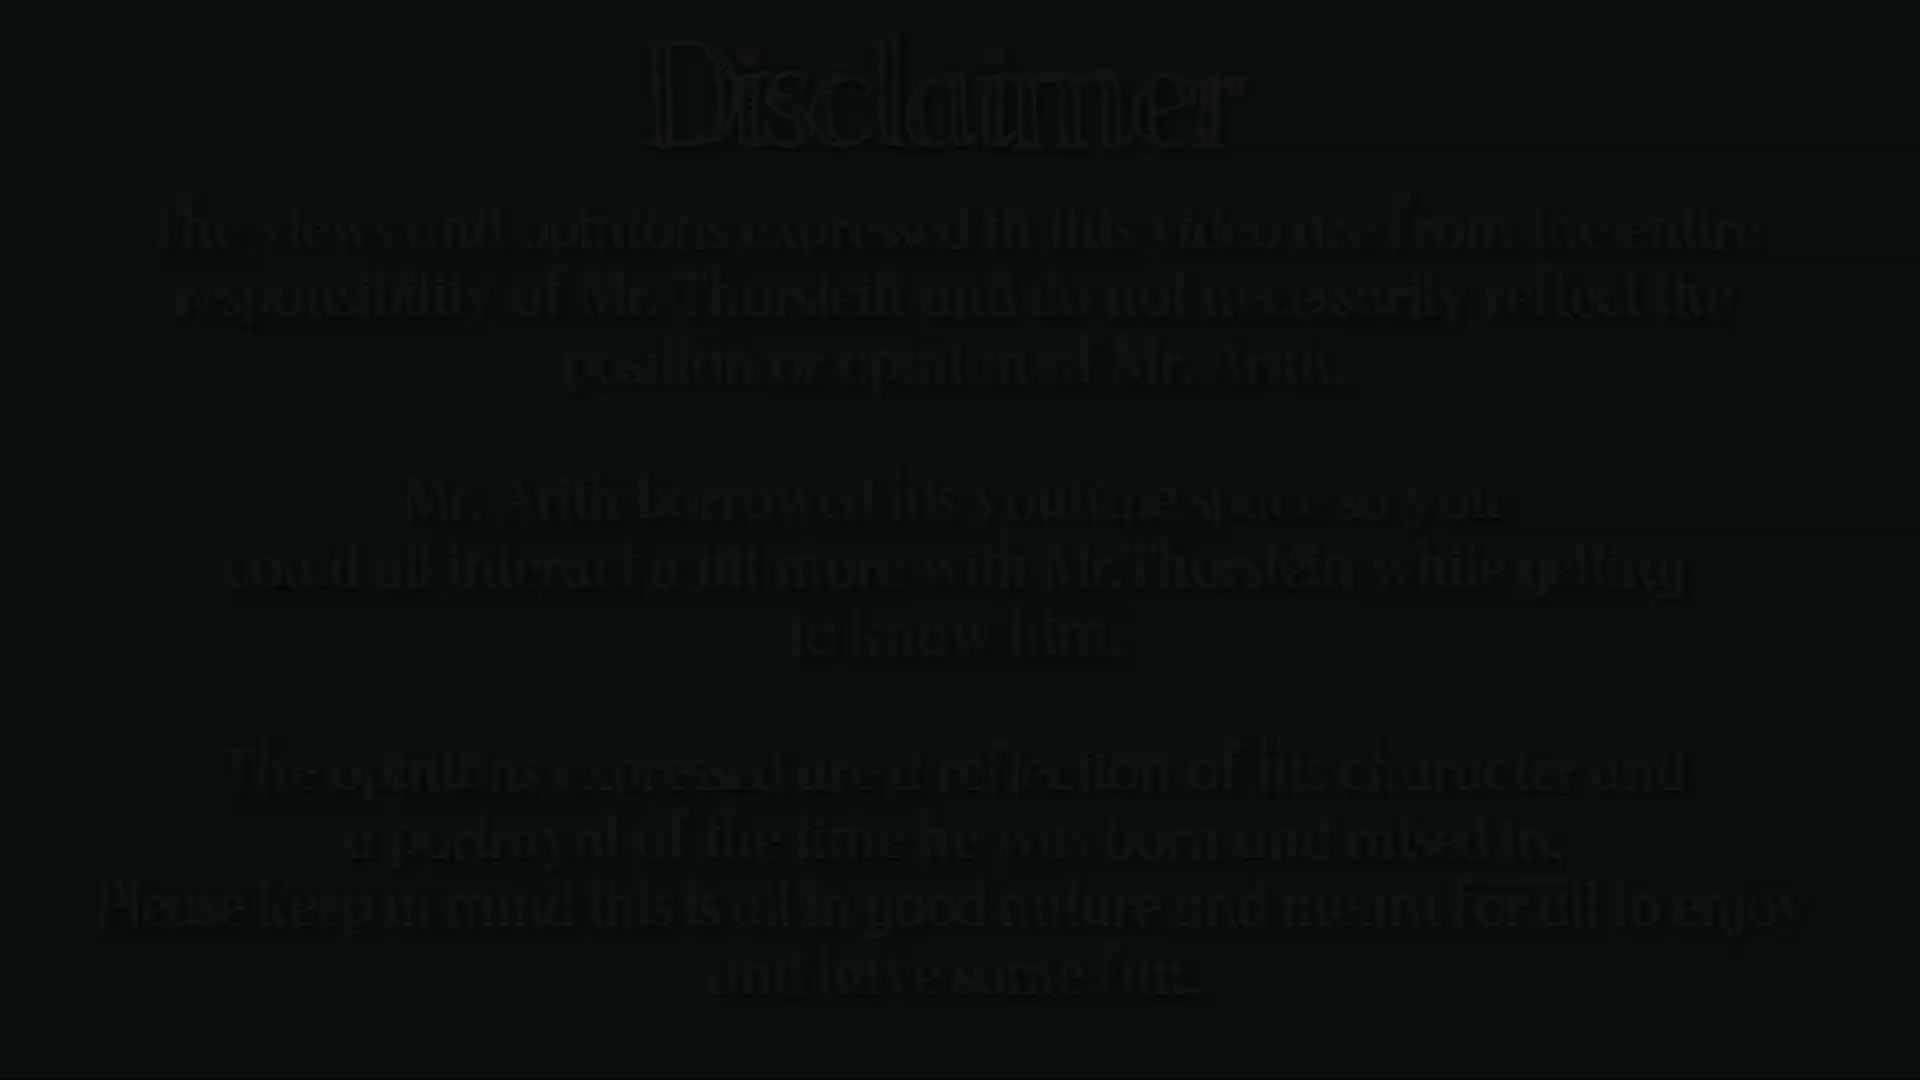 Disclaimer
The views and opinions expressed in this video are from the entire
responsibility of Mr. Thorstein and do not necessarily reflect the
position or opinion of Mr. Arith.
Mr. Arith borrowed his youtube space so you
could all interact a bit more with Mr.Thorstein while getting
to know him.
The opinions expressed are a reflection of his character and
a portrayal of the time he was born and raised in.
Please keep in mind this is all in good nature and meant for all to enjoy
and have some fun.